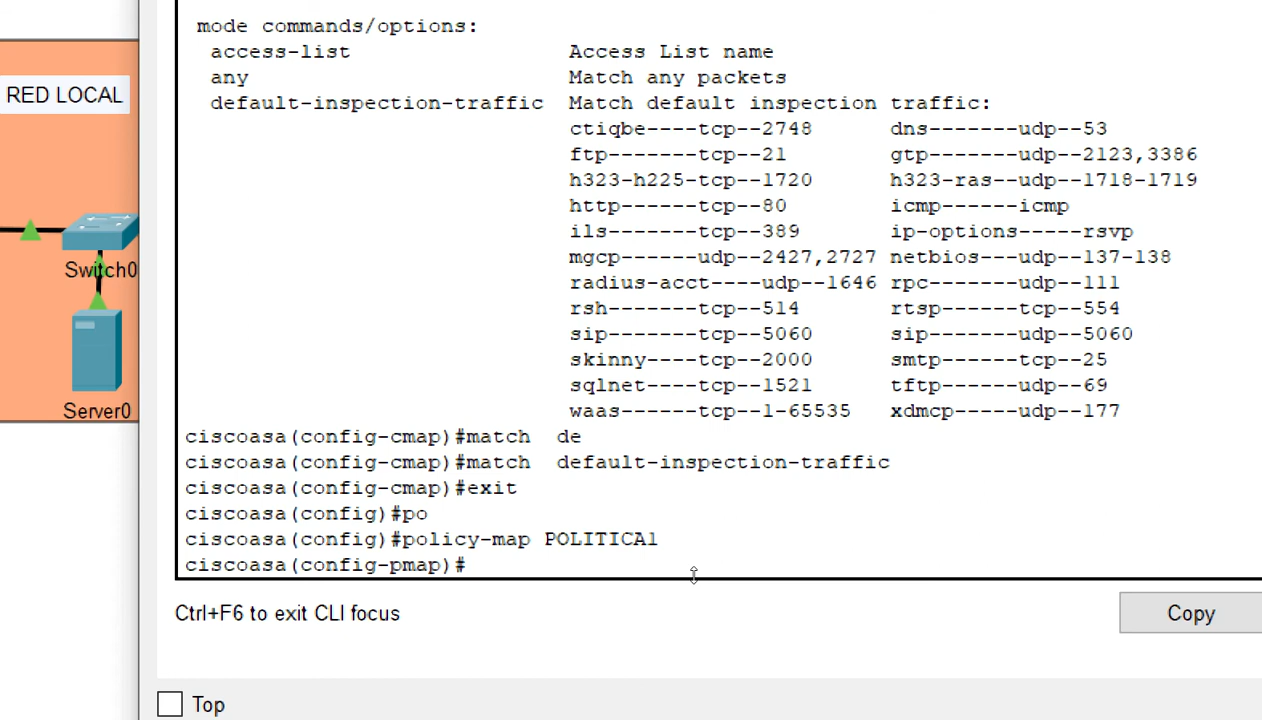 mode commands/options:
access-list Access List name
any Match any packets
default-inspection-traffic Match default inspection traffic:
ctiqbe----tcp--2748 dns-------udp--53
ftp-------tcp--21 gtp-------udp--2123,3386
h323-h225-tcp--1720 h323-ras--udp--1718-1719
http------tcp--80 icmp------icmp
ils-------tcp--389 ip-options-----rsvp
mgcp------udp--2427,2727 netbios---udp--137-138
radius-acct----udp--1646 rpc-------udp--111
rsh-------tcp--514 rtsp------tcp--554
sip-------tcp--5060 sip-------udp--5060
skinny----tcp--2000 smtp------tcp--25
sqlnet----tcp--1521 tftp------udp--69
waas------tcp--1-65535 xdmcp-----udp--177
ciscoasa(config-cmap)#match de
ciscoasa(config-cmap)#match default-inspection-traffic
ciscoasa(config-cmap)#exit
ciscoasa(config)#po
ciscoasa(config)#policy-map POLITICA1
ciscoasa(config-pmap)#
Ctrl+F6 to exit CLI focus
Copy
Top
RED LOCAL
Switch0
Server0